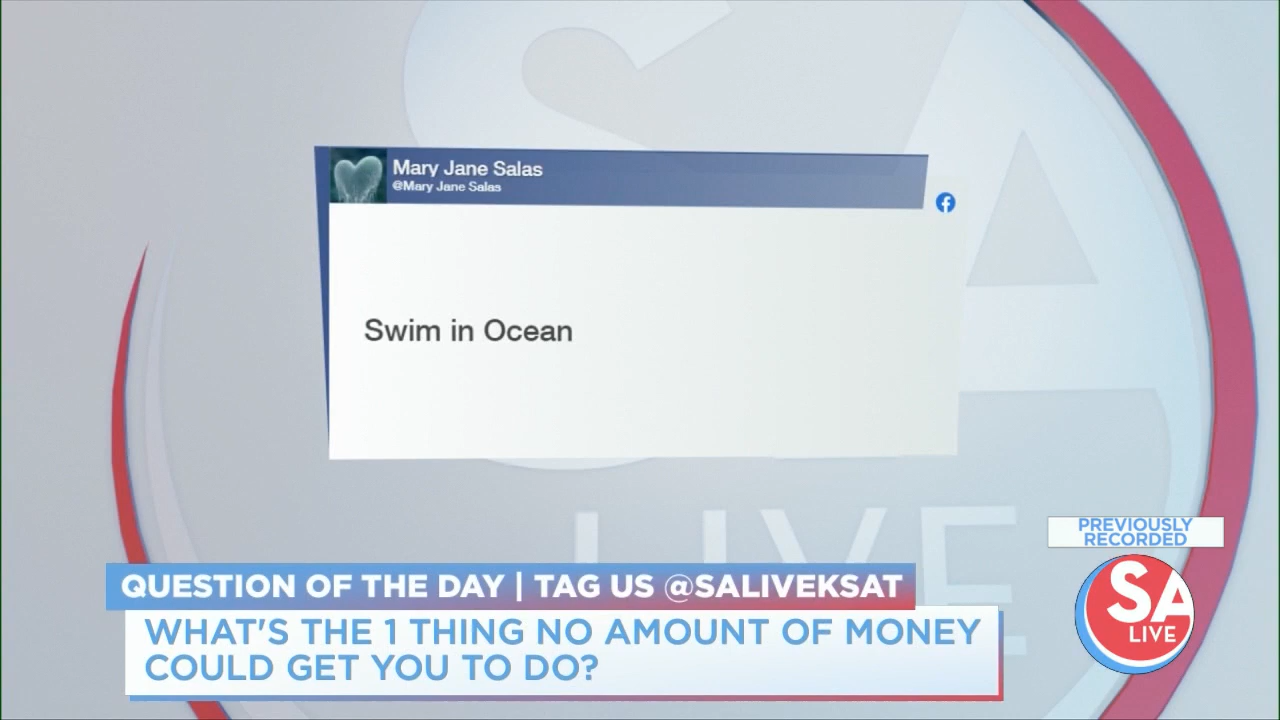 Mary Jane Salas
@Mary Jane Salas
Swim in Ocean
LIVE
PREVIOUSLY
RECORDED
QUESTION OF THE DAY | TAG US @SALIVEKSAT
WHAT'S THE 1 THING NO AMOUNT OF MONEY
COULD GET YOU TO DO?
SA
LIVE